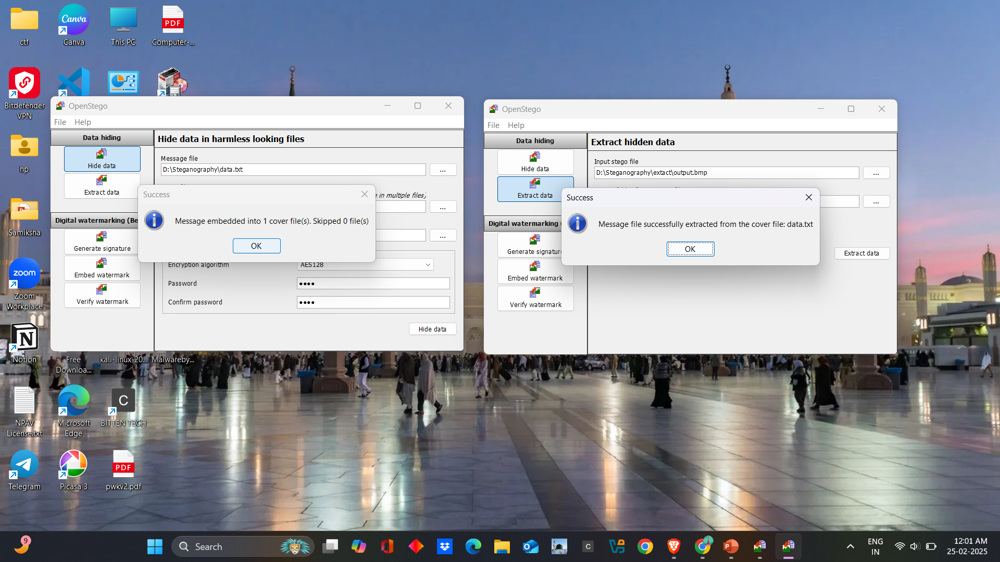 ctf
Canva
Canva
This PC
PDF
Computer-...
Bitdefender
VPN
hp
Samiksha
zoom
Zoom
Workplace
Notion
Free
Downloa...
kali-linux-20...
Malwareby...
NPAV
License.txt
Microsoft
Edge
C
BITTEN TECH
Telegram
Picasa 3
PDF
pwkv2.pdf
OpenStego
File Help
Data hiding
Hide data
Extract data
Digital watermarking (Be
Generate signature
Embed watermark
Verify watermark
Hide data in harmless looking files
Message file
D:\Steganography\data.txt
...
e in multiple files)
...
...
Success
Message embedded into 1 cover file(s). Skipped 0 file(s)
OK
Encryption algorithm
AES128
Password
••••
Confirm password
••••
Hide data
OpenStego
File Help
Data hiding
Hide data
Extract data
Digital watermarking
Generate signature
Embed watermark
Verify watermark
Extract hidden data
Input stego file
D:\Steganography\extact\output.bmp
...
...
Success
Message file successfully extracted from the cover file: data.txt
OK
Extract data
9
Search
C
ENG
IN
12:01 AM
25-02-2025